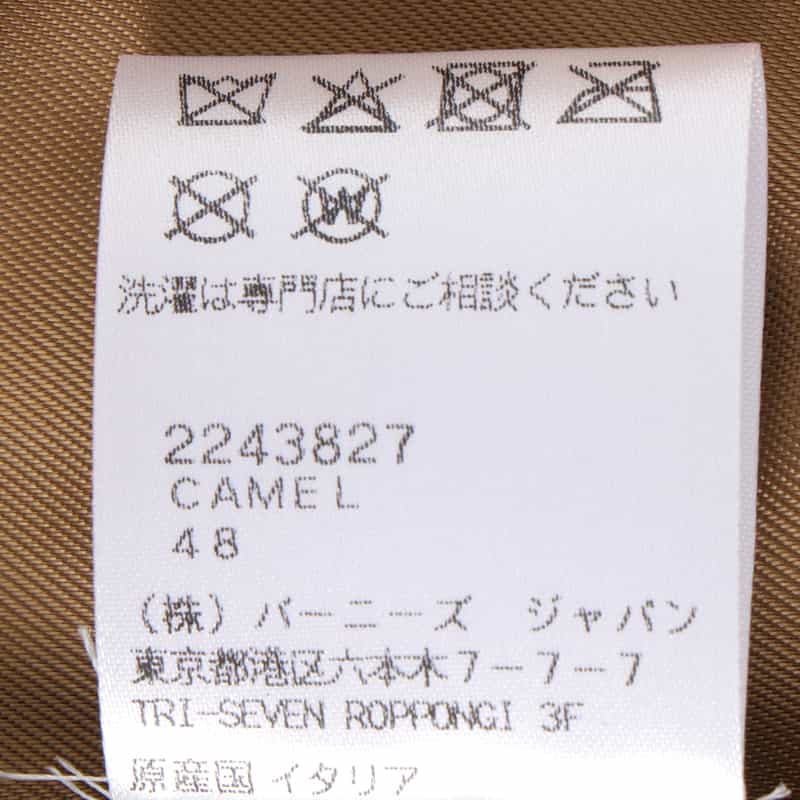 W
洗濯は専門店にご相談ください
2243827
CAMEL
48
(株) バーニーズ ジャパン
東京都港区六本木7-7-7
TRI-SEVEN ROPPONGI 3F
原産国 イタリア